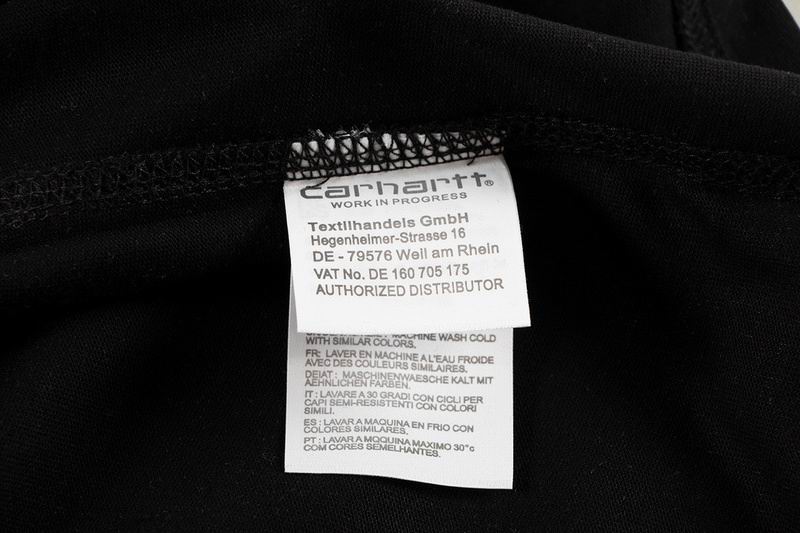 carhartt®
WORK IN PROGRESS
Textilhandels GmbH
Hegenheimer-Strasse 16
DE - 79576 Weil am Rhein
VAT No. DE 160 705 175
AUTHORIZED DISTRIBUTOR
MACHINE WASH COLD
WITH SIMILAR COLORS.
FR: LAVER EN MACHINE A L'EAU FROIDE
AVEC DES COULEURS SIMILAIRES.
DE/AT : MASCHINENWAESCHE KALT MIT
AEHNLICHEN FARBEN.
IT : LAVARE A 30 GRADI CON CICLI PER
CAPI SEMI-RESISTENTI CON COLORI
SIMILI.
ES : LAVAR A MAQUINA EN FRIO CON
COLORES SIMILARES.
PT : LAVAR A MQQUINA MAXIMO 30°c
COM CORES SEMELHANTES.